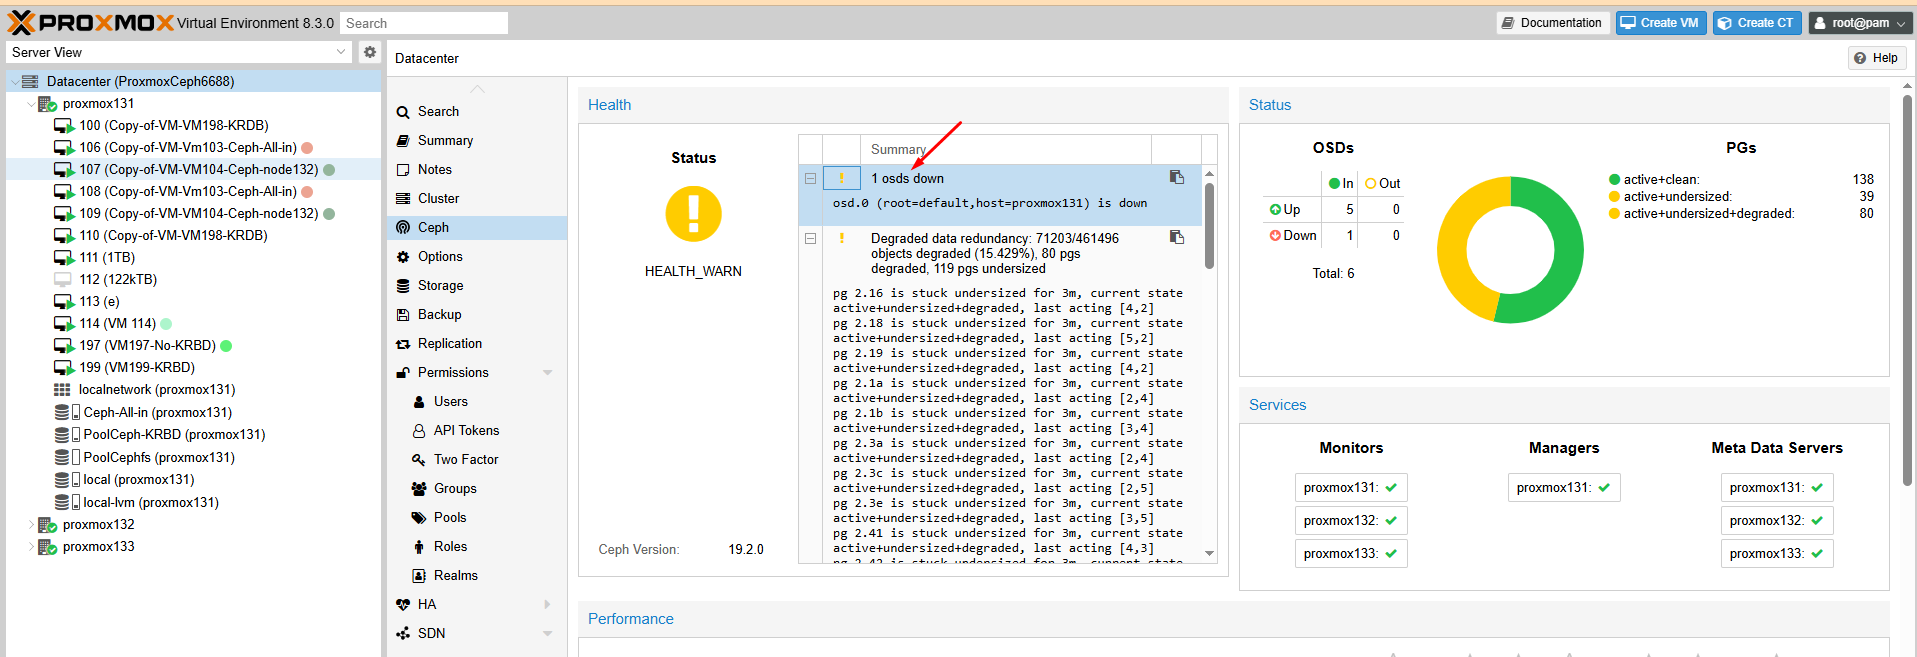 PROXMOX Virtual Environment 8.3.0 Search Documentation Create VM Create CT root@pam
Server View
Datacenter
Help
Datacenter (ProxmoxCeph6688)
proxmox131
100 (Copy-of-VM-VM198-KRDB)
106 (Copy-of-VM-Vm103-Ceph-All-in)
107 (Copy-of-VM-VM104-Ceph-node132)
108 (Copy-of-VM-Vm103-Ceph-All-in)
109 (Copy-of-VM-VM104-Ceph-node132)
110 (Copy-of-VM-VM198-KRDB)
111 (1TB)
112 (122kTB)
113 (e)
114 (VM 114)
197 (VM197-No-KRBD)
199 (VM199-KRBD)
localnetwork (proxmox131)
Ceph-All-in (proxmox131)
PoolCeph-KRBD (proxmox131)
PoolCephfs (proxmox131)
local (proxmox131)
local-lvm (proxmox131)
proxmox132
proxmox133
Search
Summary
Notes
Cluster
Ceph
Options
Storage
Backup
Replication
Permissions
Users
API Tokens
Two Factor
Groups
Pools
Roles
Realms
HA
SDN
Health
Status
HEALTH_WARN
Ceph Version: 19.2.0
Summary
1 osds down
osd.0 (root=default,host=proxmox131) is down
Degraded data redundancy: 71203/461496
objects degraded (15.429%), 80 pgs
degraded, 119 pgs undersized
pg 2.16 is stuck undersized for 3m, current state
active+undersized+degraded, last acting [4,2]
pg 2.18 is stuck undersized for 3m, current state
active+undersized+degraded, last acting [5,2]
pg 2.19 is stuck undersized for 3m, current state
active+undersized+degraded, last acting [4,2]
pg 2.1a is stuck undersized for 3m, current state
active+undersized+degraded, last acting [2,4]
pg 2.1b is stuck undersized for 3m, current state
active+undersized+degraded, last acting [3,4]
pg 2.3a is stuck undersized for 3m, current state
active+undersized+degraded, last acting [2,4]
pg 2.3c is stuck undersized for 3m, current state
active+undersized+degraded, last acting [2,5]
pg 2.3e is stuck undersized for 3m, current state
active+undersized+degraded, last acting [3,5]
pg 2.41 is stuck undersized for 3m, current state
active+undersized+degraded, last acting [4,3]
pg 2.42 is stuck undersized for 3m, current state
Status
OSDs
In Out
Up 5 0
Down 1 0
Total: 6
PGs
active+clean: 138
active+undersized: 39
active+undersized+degraded: 80
Services
Monitors
proxmox131:
proxmox132:
proxmox133:
Managers
proxmox131:
Meta Data Servers
proxmox131:
proxmox132:
proxmox133:
Performance